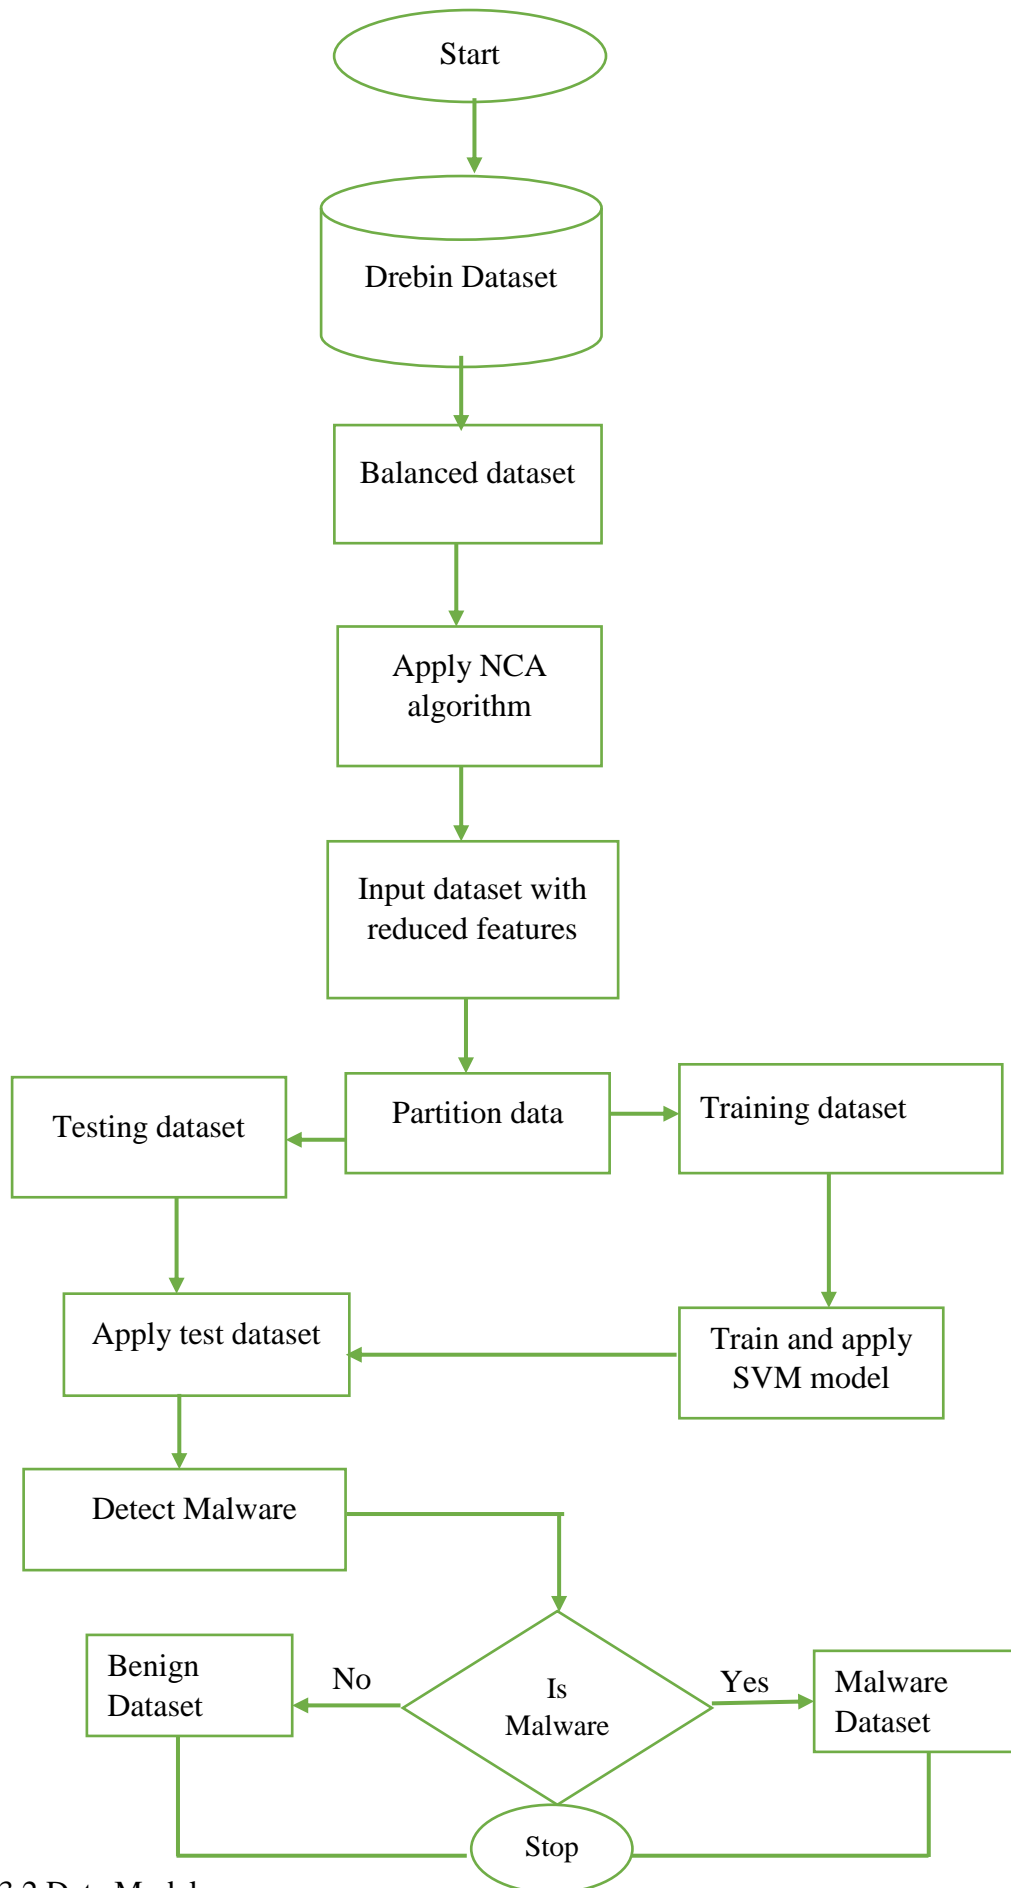 Start
Drebin Dataset
Balanced dataset
Apply NCA
algorithm
Input dataset with
reduced features
Partition data
Training dataset
Testing dataset
Apply test dataset
Train and apply
SVM model
Detect Malware
Is
Malware
No
Yes
Benign
Dataset
Malware
Dataset
Stop